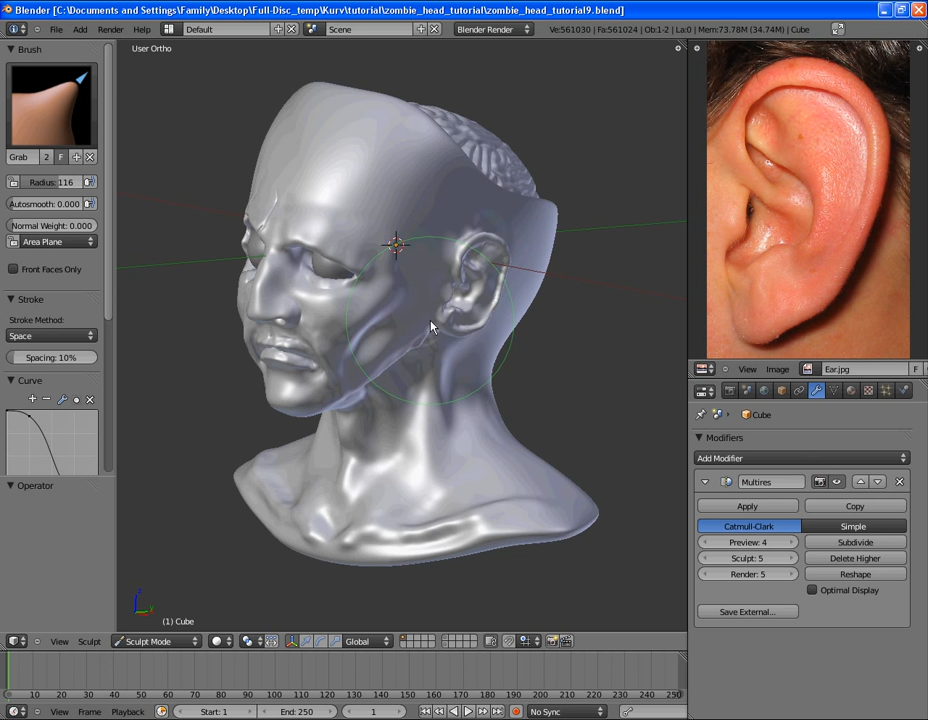 Blender [C:\Documents and Settings\Family\Desktop\Full-Disc_temp\Kurv\tutorial\zombie_head_tutorial\zombie_head_tutorial9.blend]
File Add Render Help Default Scene Blender Render Ve:561030 | Fa:561024 | Ob:1-2 | La:0 | Mem:73.78M (34.74M) | Cube
Brush
User Ortho
Grab 2 F
Radius: 116
Autosmooth: 0.000
Normal Weight: 0.000
Area Plane
Front Faces Only
Stroke
Stroke Method:
Space
Spacing: 10%
Curve
Operator
(1) Cube
View Sculpt Sculpt Mode Global
View Image Ear.jpg F
Cube
Modifiers
Add Modifier
Multires
Apply Copy
Catmull-Clark Simple
Preview: 4 Subdivide
Sculpt: 5 Delete Higher
Render: 5 Reshape
Optimal Display
Save External...
0 10 20 30 40 50 60 70 80 90 100 110 120 130 140 150 160 170 180 190 200 210 220 230 240 250
View Frame Playback Start: 1 End: 250 1 No Sync